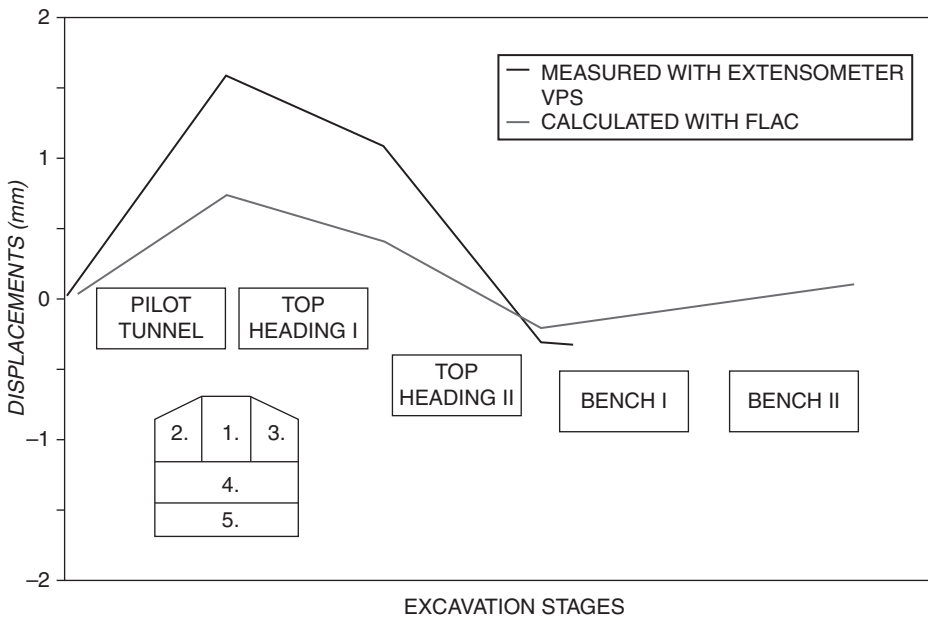 2
1
0
−1
−2
DISPLACEMENTS (mm)
MEASURED WITH EXTENSOMETER
VPS
CALCULATED WITH FLAC
PILOT
TUNNEL
TOP
HEADING I
TOP
HEADING II
BENCH I
BENCH II
2. 1. 3.
4.
5.
EXCAVATION STAGES